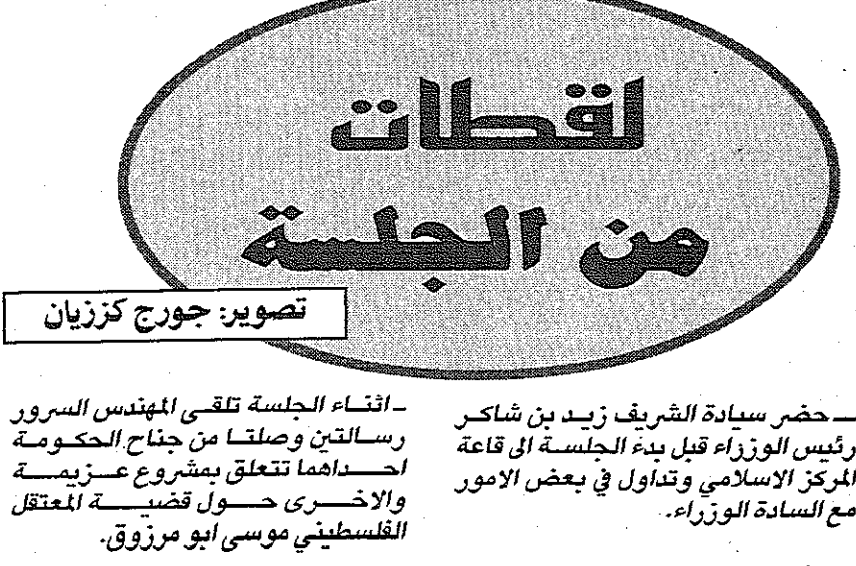 لقطات
من الجلسة
تصوير: جورج كززيان
ــ حضر سيادة الشريف زيد بن شاكر
رئيس الوزراء قبل بدء الجلسة الى قاعة
المركز الاسلامي وتداول في بعض الامور
مع السادة الوزراء.
ـ اثناء الجلسة تلقى المهندس السرور
رسالتين وصلتا من جناح الحكومة
احداهما تتعلق بمشروع عزيمة
والاخرى حول قضية المعتقل
الفلسطيني موسى ابو مرزوق.